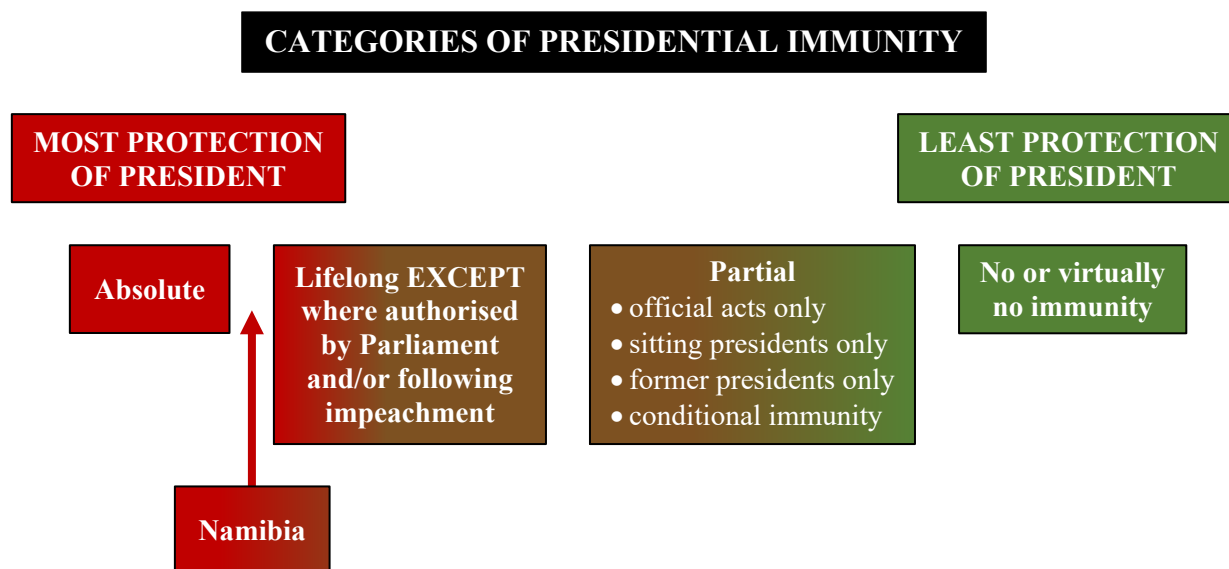 CATEGORIES OF PRESIDENTIAL IMMUNITY
MOST PROTECTION
OF PRESIDENT
LEAST PROTECTION
OF PRESIDENT
Absolute
Lifelong EXCEPT
where authorised
by Parliament
and/or following
impeachment
Partial
• official acts only
• sitting presidents only
• former presidents only
• conditional immunity
No or virtually
no immunity
Namibia